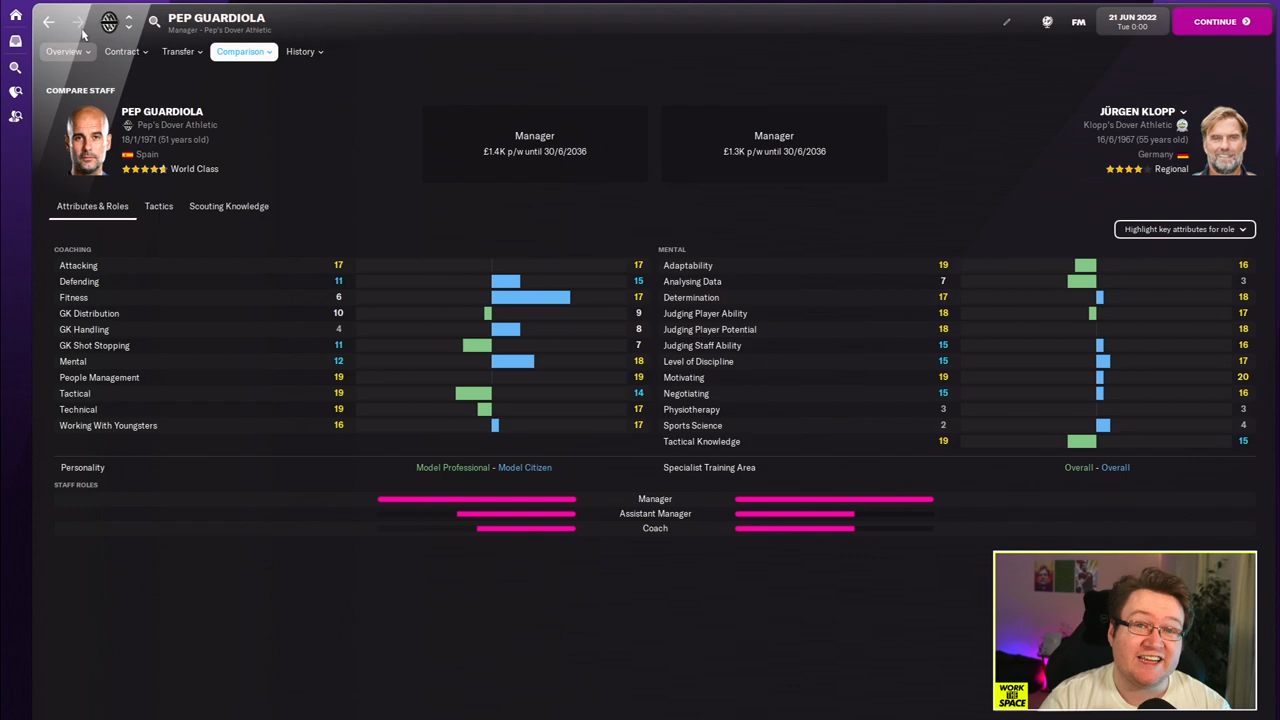 PEP GUARDIOLA
Manager - Pep's Dover Athletic
FM
21 JUN 2022
Tue 0:00
CONTINUE
Overview
Contract
Transfer
Comparison
History
COMPARE STAFF
PEP GUARDIOLA
Pep's Dover Athletic
18/1/1971 (51 years old)
Spain
World Class
Manager
£1.4K p/w until 30/6/2036
Manager
£1.3K p/w until 30/6/2036
JÜRGEN KLOPP
Klopp's Dover Athletic
16/6/1967 (55 years old)
Germany
Regional
Attributes & Roles
Tactics
Scouting Knowledge
Highlight key attributes for role
COACHING
Attacking 17 17
Defending 11 15
Fitness 6 17
GK Distribution 10 9
GK Handling 4 8
GK Shot Stopping 11 7
Mental 12 18
People Management 19 19
Tactical 19 14
Technical 19 17
Working With Youngsters 16 17
MENTAL
Adaptability 19 16
Analysing Data 7 3
Determination 17 18
Judging Player Ability 18 17
Judging Player Potential 18 18
Judging Staff Ability 15 16
Level of Discipline 15 17
Motivating 19 20
Negotiating 15 16
Physiotherapy 3 3
Sports Science 2 4
Tactical Knowledge 19 15
Personality Model Professional - Model Citizen
Specialist Training Area Overall - Overall
STAFF ROLES
Manager
Assistant Manager
Coach
WORK
THE
SPACE